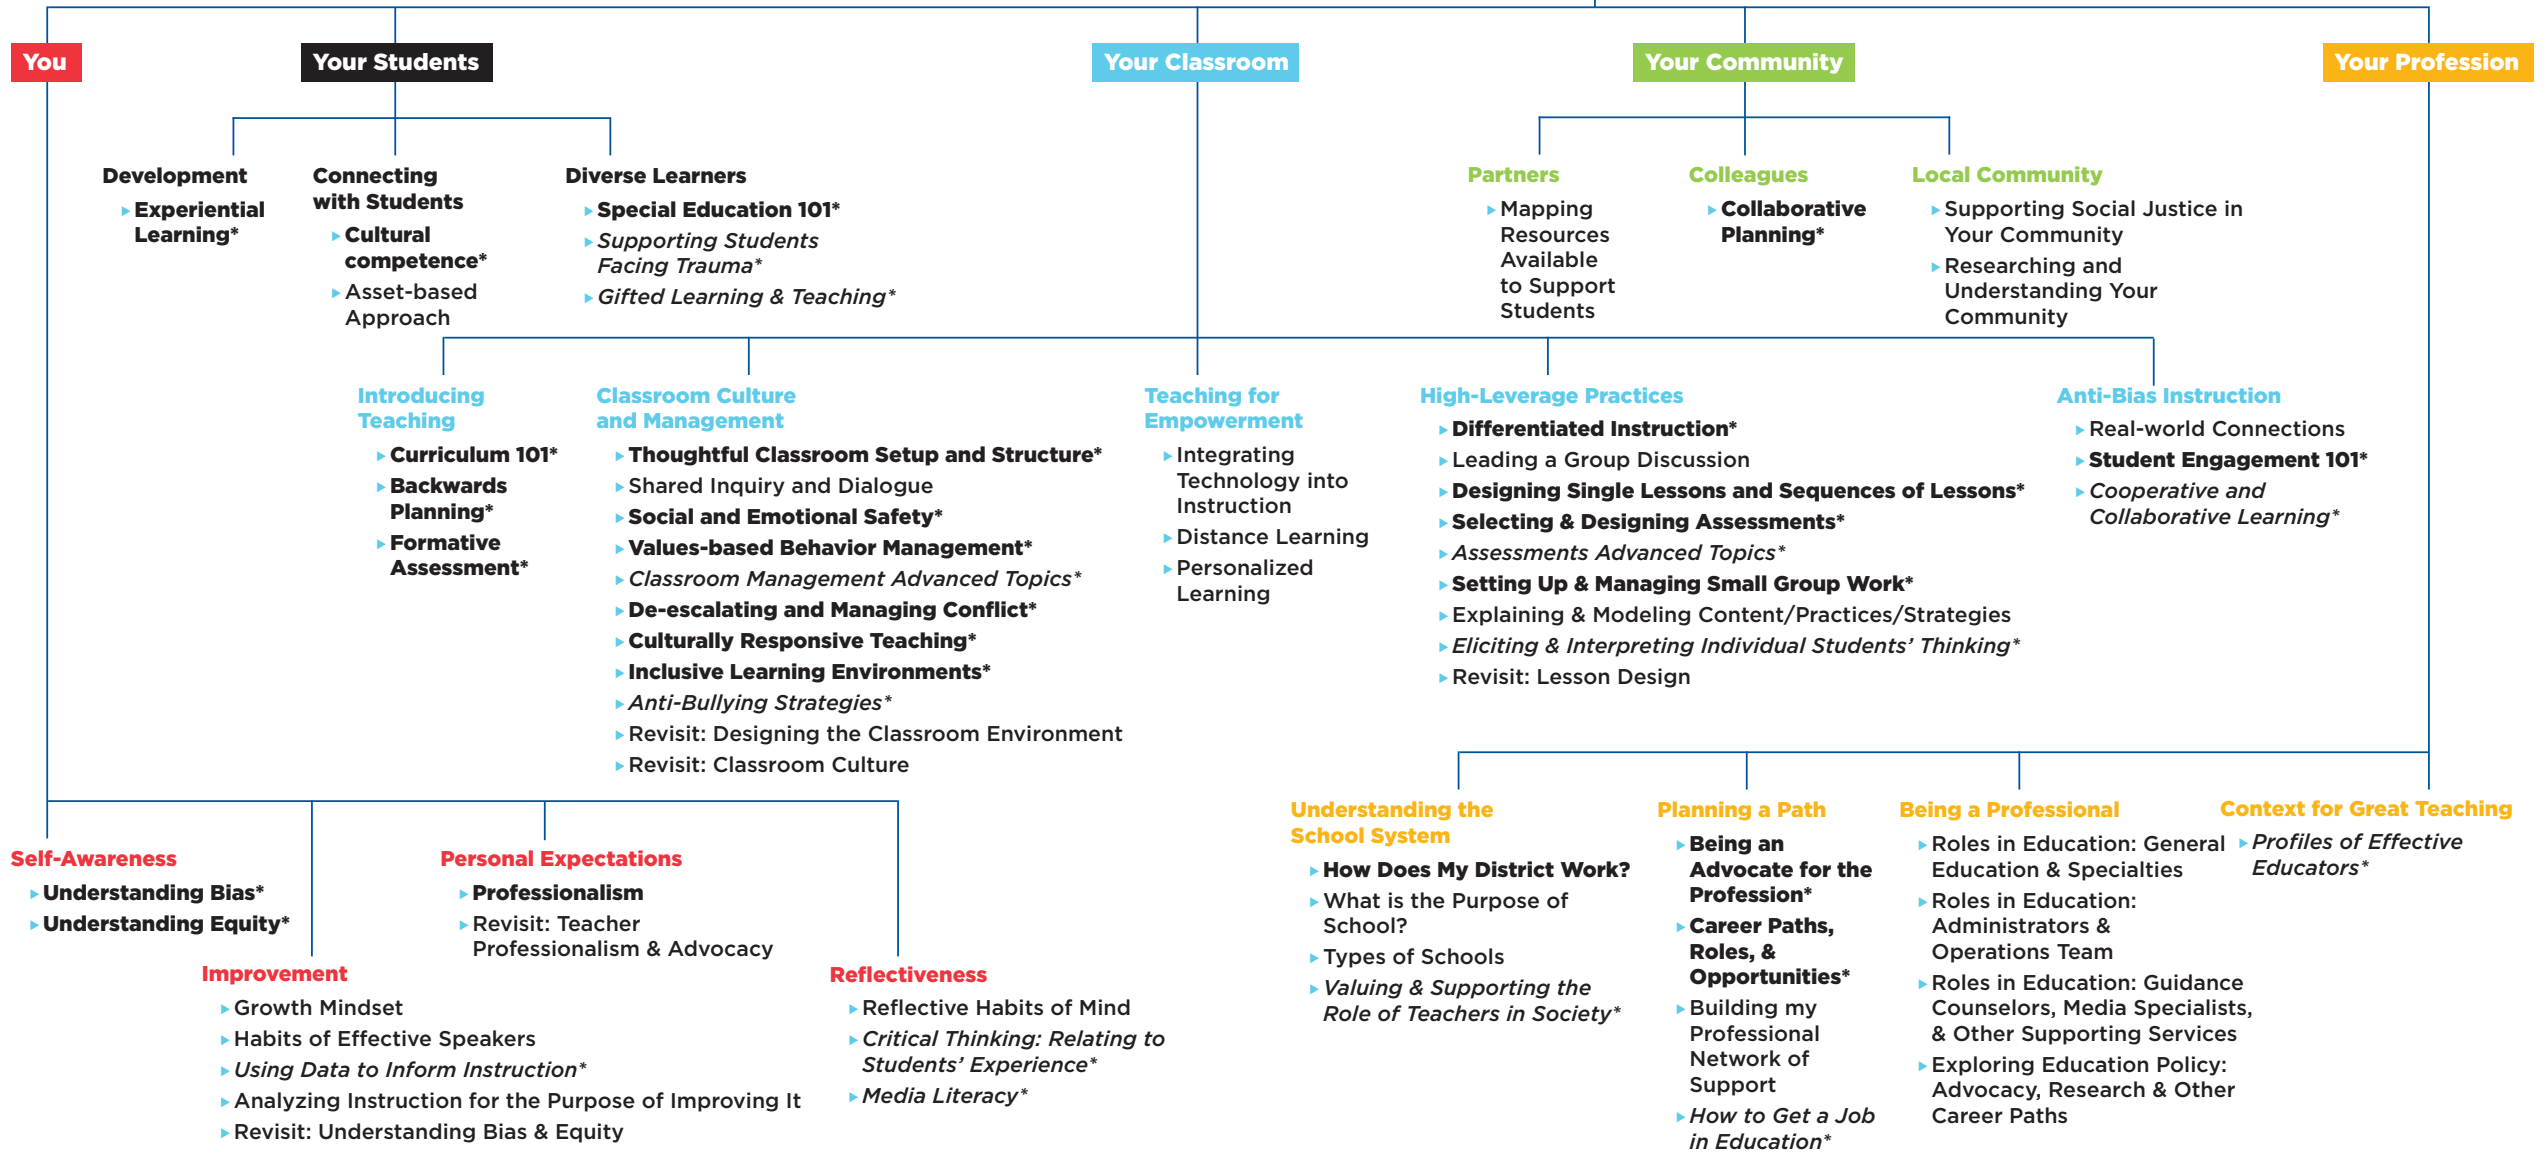 You
Your Students
Your Classroom
Your Community
Your Profession
Development
▸ Experiential
Learning*
Connecting
with Students
▸ Cultural
competence*
▸ Asset-based
Approach
Diverse Learners
▸ Special Education 101*
▸ Supporting Students
Facing Trauma*
▸ Gifted Learning & Teaching*
Partners
▸ Mapping
Resources
Available
to Support
Students
Colleagues
▸ Collaborative
Planning*
Local Community
▸ Supporting Social Justice in
Your Community
▸ Researching and
Understanding Your
Community
Introducing
Teaching
▸ Curriculum 101*
▸ Backwards
Planning*
▸ Formative
Assessment*
Classroom Culture
and Management
▸ Thoughtful Classroom Setup and Structure*
▸ Shared Inquiry and Dialogue
▸ Social and Emotional Safety*
▸ Values-based Behavior Management*
▸ Classroom Management Advanced Topics*
▸ De-escalating and Managing Conflict*
▸ Culturally Responsive Teaching*
▸ Inclusive Learning Environments*
▸ Anti-Bullying Strategies*
▸ Revisit: Designing the Classroom Environment
▸ Revisit: Classroom Culture
Teaching for
Empowerment
▸ Integrating
Technology into
Instruction
▸ Distance Learning
▸ Personalized
Learning
High-Leverage Practices
▸ Differentiated Instruction*
▸ Leading a Group Discussion
▸ Designing Single Lessons and Sequences of Lessons*
▸ Selecting & Designing Assessments*
▸ Assessments Advanced Topics*
▸ Setting Up & Managing Small Group Work*
▸ Explaining & Modeling Content/Practices/Strategies
▸ Eliciting & Interpreting Individual Students' Thinking*
▸ Revisit: Lesson Design
Anti-Bias Instruction
▸ Real-world Connections
▸ Student Engagement 101*
▸ Cooperative and
Collaborative Learning*
Self-Awareness
▸ Understanding Bias*
▸ Understanding Equity*
Improvement
▸ Growth Mindset
▸ Habits of Effective Speakers
▸ Using Data to Inform Instruction*
▸ Analyzing Instruction for the Purpose of Improving It
▸ Revisit: Understanding Bias & Equity
Personal Expectations
▸ Professionalism
▸ Revisit: Teacher
Professionalism & Advocacy
Reflectiveness
▸ Reflective Habits of Mind
▸ Critical Thinking: Relating to
Students' Experience*
▸ Media Literacy*
Understanding the
School System
▸ How Does My District Work?
▸ What is the Purpose of
School?
▸ Types of Schools
▸ Valuing & Supporting the
Role of Teachers in Society*
Planning a Path
▸ Being an
Advocate for the
Profession*
▸ Career Paths,
Roles, &
Opportunities*
▸ Building my
Professional
Network of
Support
▸ How to Get a Job
in Education*
Being a Professional
▸ Roles in Education: General
Education & Specialties
▸ Roles in Education:
Administrators &
Operations Team
▸ Roles in Education: Guidance
Counselors, Media Specialists,
& Other Supporting Services
▸ Exploring Education Policy:
Advocacy, Research & Other
Career Paths
Context for Great Teaching
▸ Profiles of Effective
Educators*